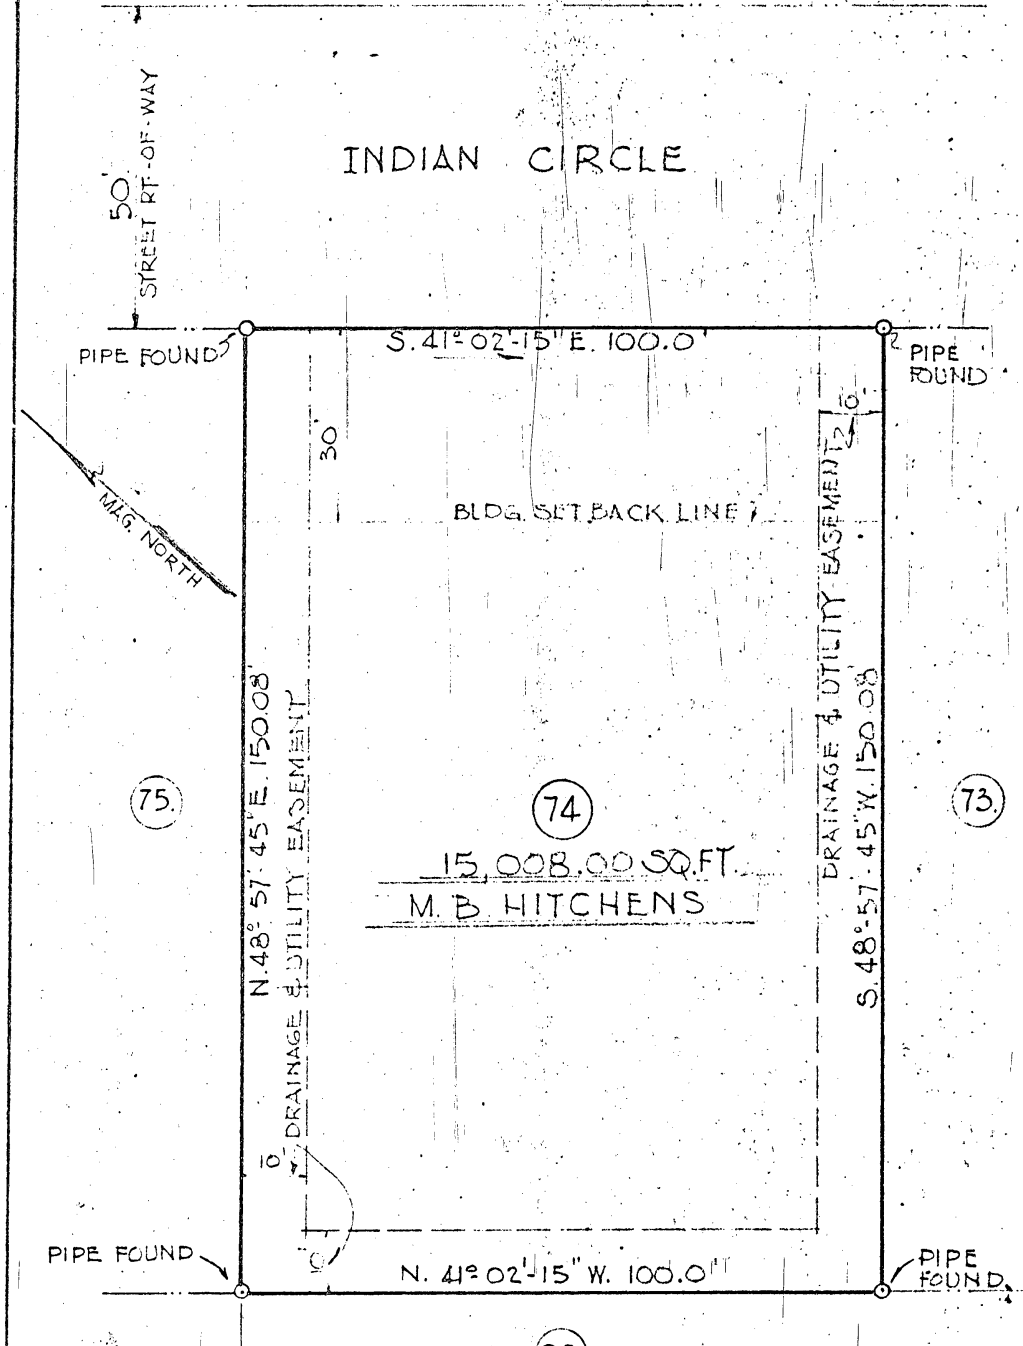 50'
STREET RT.-OF-WAY
INDIAN CIRCLE
PIPE FOUND
S. 41°-02'-15" E. 100.0'
PIPE
FOUND
10'
30'
MAG. NORTH
BLDG. SETBACK LINE
DRAINAGE & UTILITY EASEMENT
N. 48°-57'-45" E. 150.08'
DRAINAGE & UTILITY EASEMENT
S. 48°-57'-45" W. 150.08'
75.
74
73.
15,008.00 SQ.FT.
M. B. HITCHENS
10'
10'
PIPE FOUND
N. 41° 02'-15" W. 100.0'
PIPE
FOUND